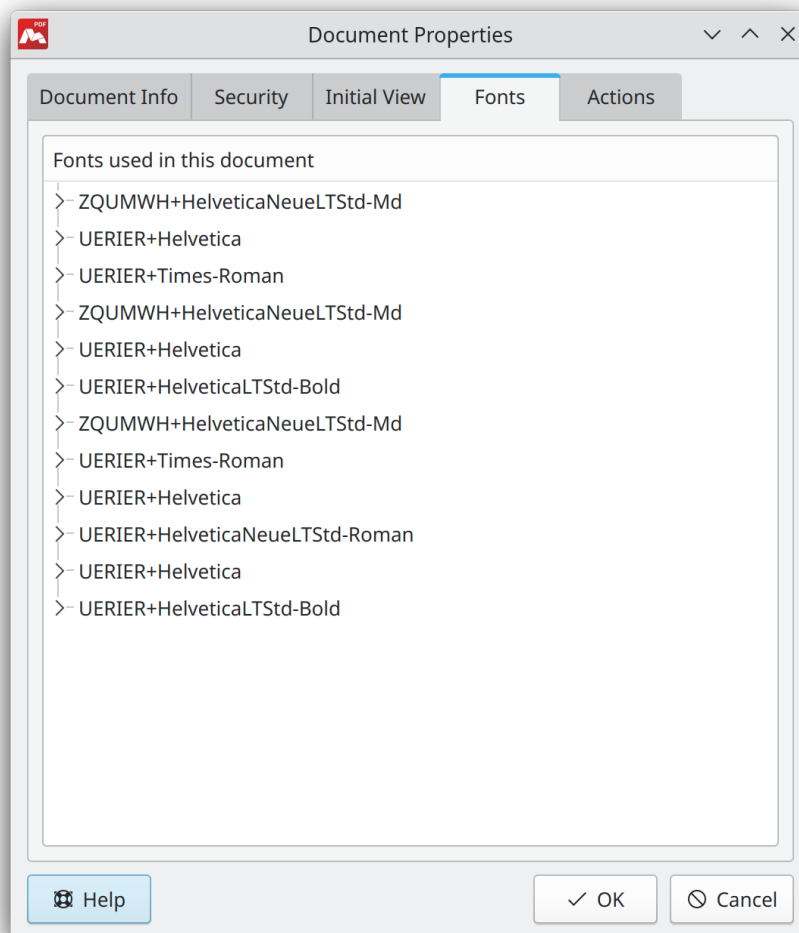 PDF
Document Properties
Document Info
Security
Initial View
Fonts
Actions
Fonts used in this document
ZQUMWH+HelveticaNeueLTStd-Md
UERIER+Helvetica
UERIER+Times-Roman
ZQUMWH+HelveticaNeueLTStd-Md
UERIER+Helvetica
UERIER+HelveticaLTStd-Bold
ZQUMWH+HelveticaNeueLTStd-Md
UERIER+Times-Roman
UERIER+Helvetica
UERIER+HelveticaNeueLTStd-Roman
UERIER+Helvetica
UERIER+HelveticaLTStd-Bold
Help
OK
Cancel